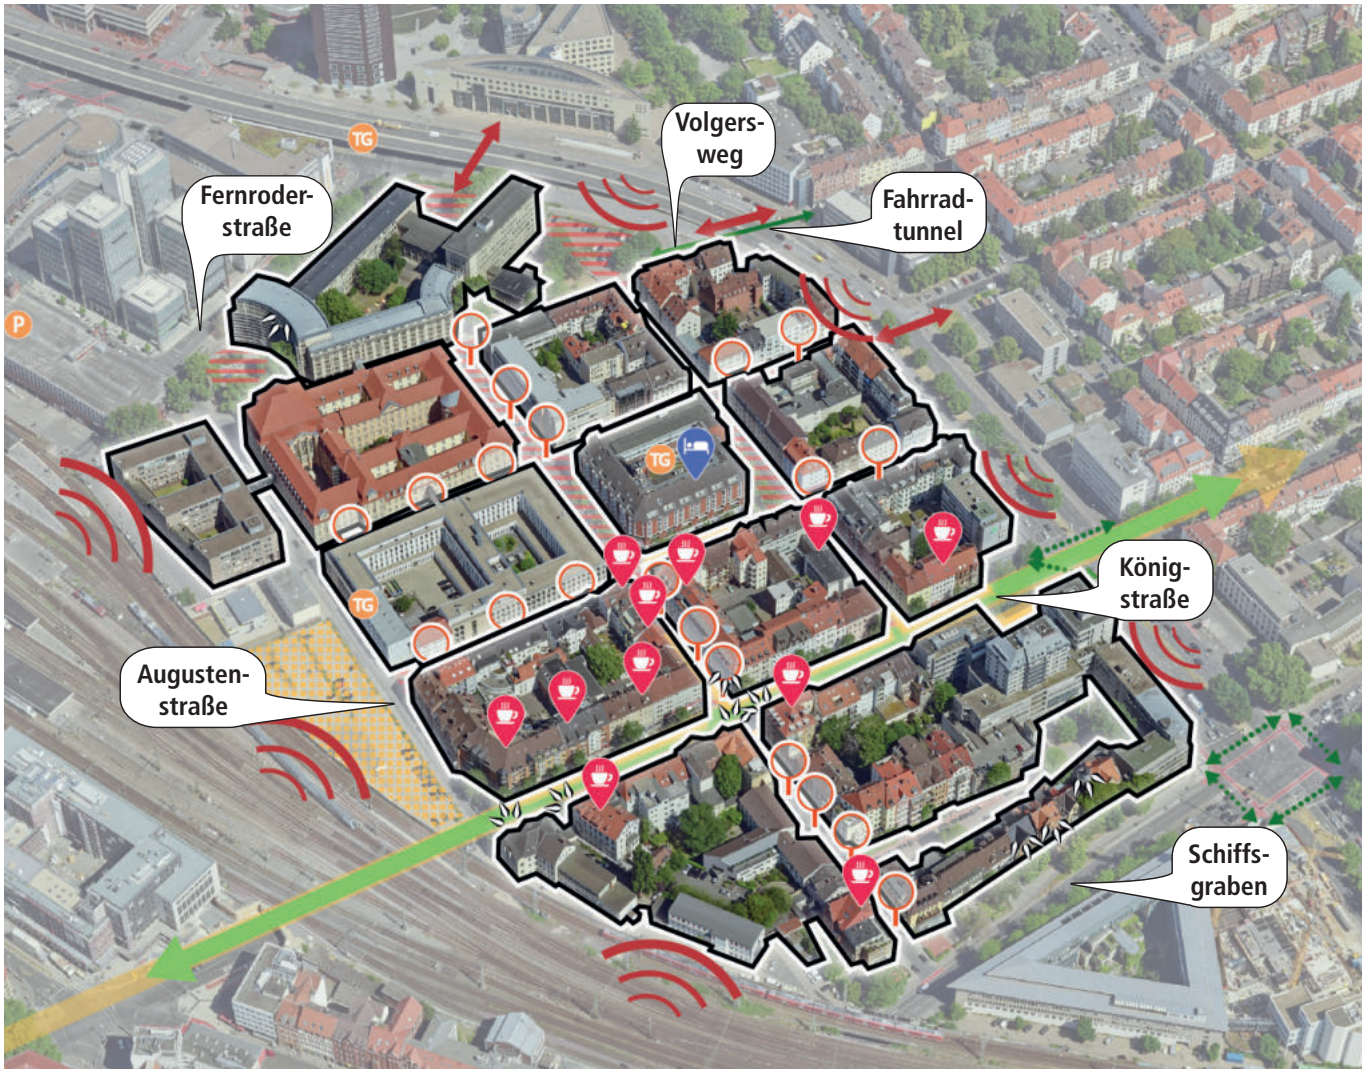 TG
Volgers-
weg
Fernroder-
straße
Fahrrad-
tunnel
P
TG
TG
König-
straße
Augusten-
straße
Schiffs-
graben